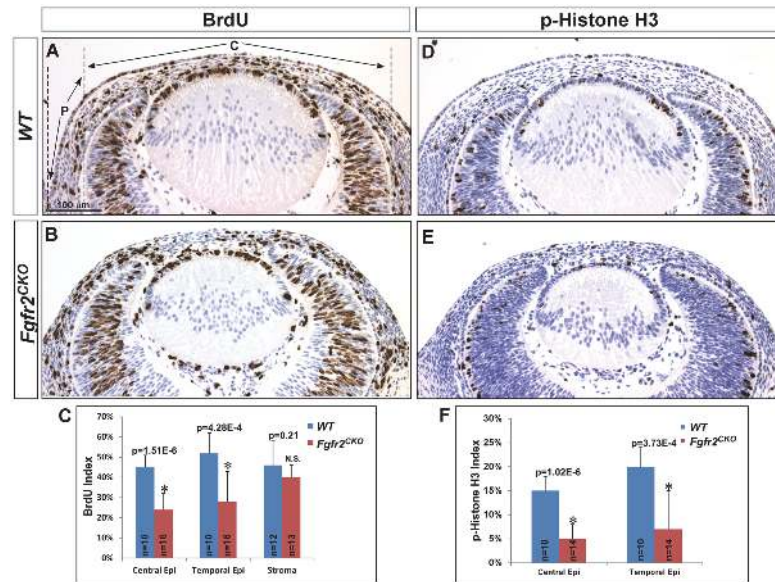 BrdU
p-Histone H3
WT
A
C
P
100 µm
D
Fgfr2CKO
B
E
C
BrdU Index
70%
60%
50%
40%
30%
20%
10%
0%
WT
Fgfr2CKO
p=1.51E-6
p=4.28E-4
p=0.21
N.S.
*
*
n=10
n=16
n=10
n=16
n=12
n=13
Central Epi
Temporal Epi
Stroma
F
p-Histone H3 Index
30%
25%
20%
15%
10%
5%
0%
WT
Fgfr2CKO
p=1.02E-6
p=3.73E-4
*
*
n=10
n=14
n=10
n=14
Central Epi
Temporal Epi